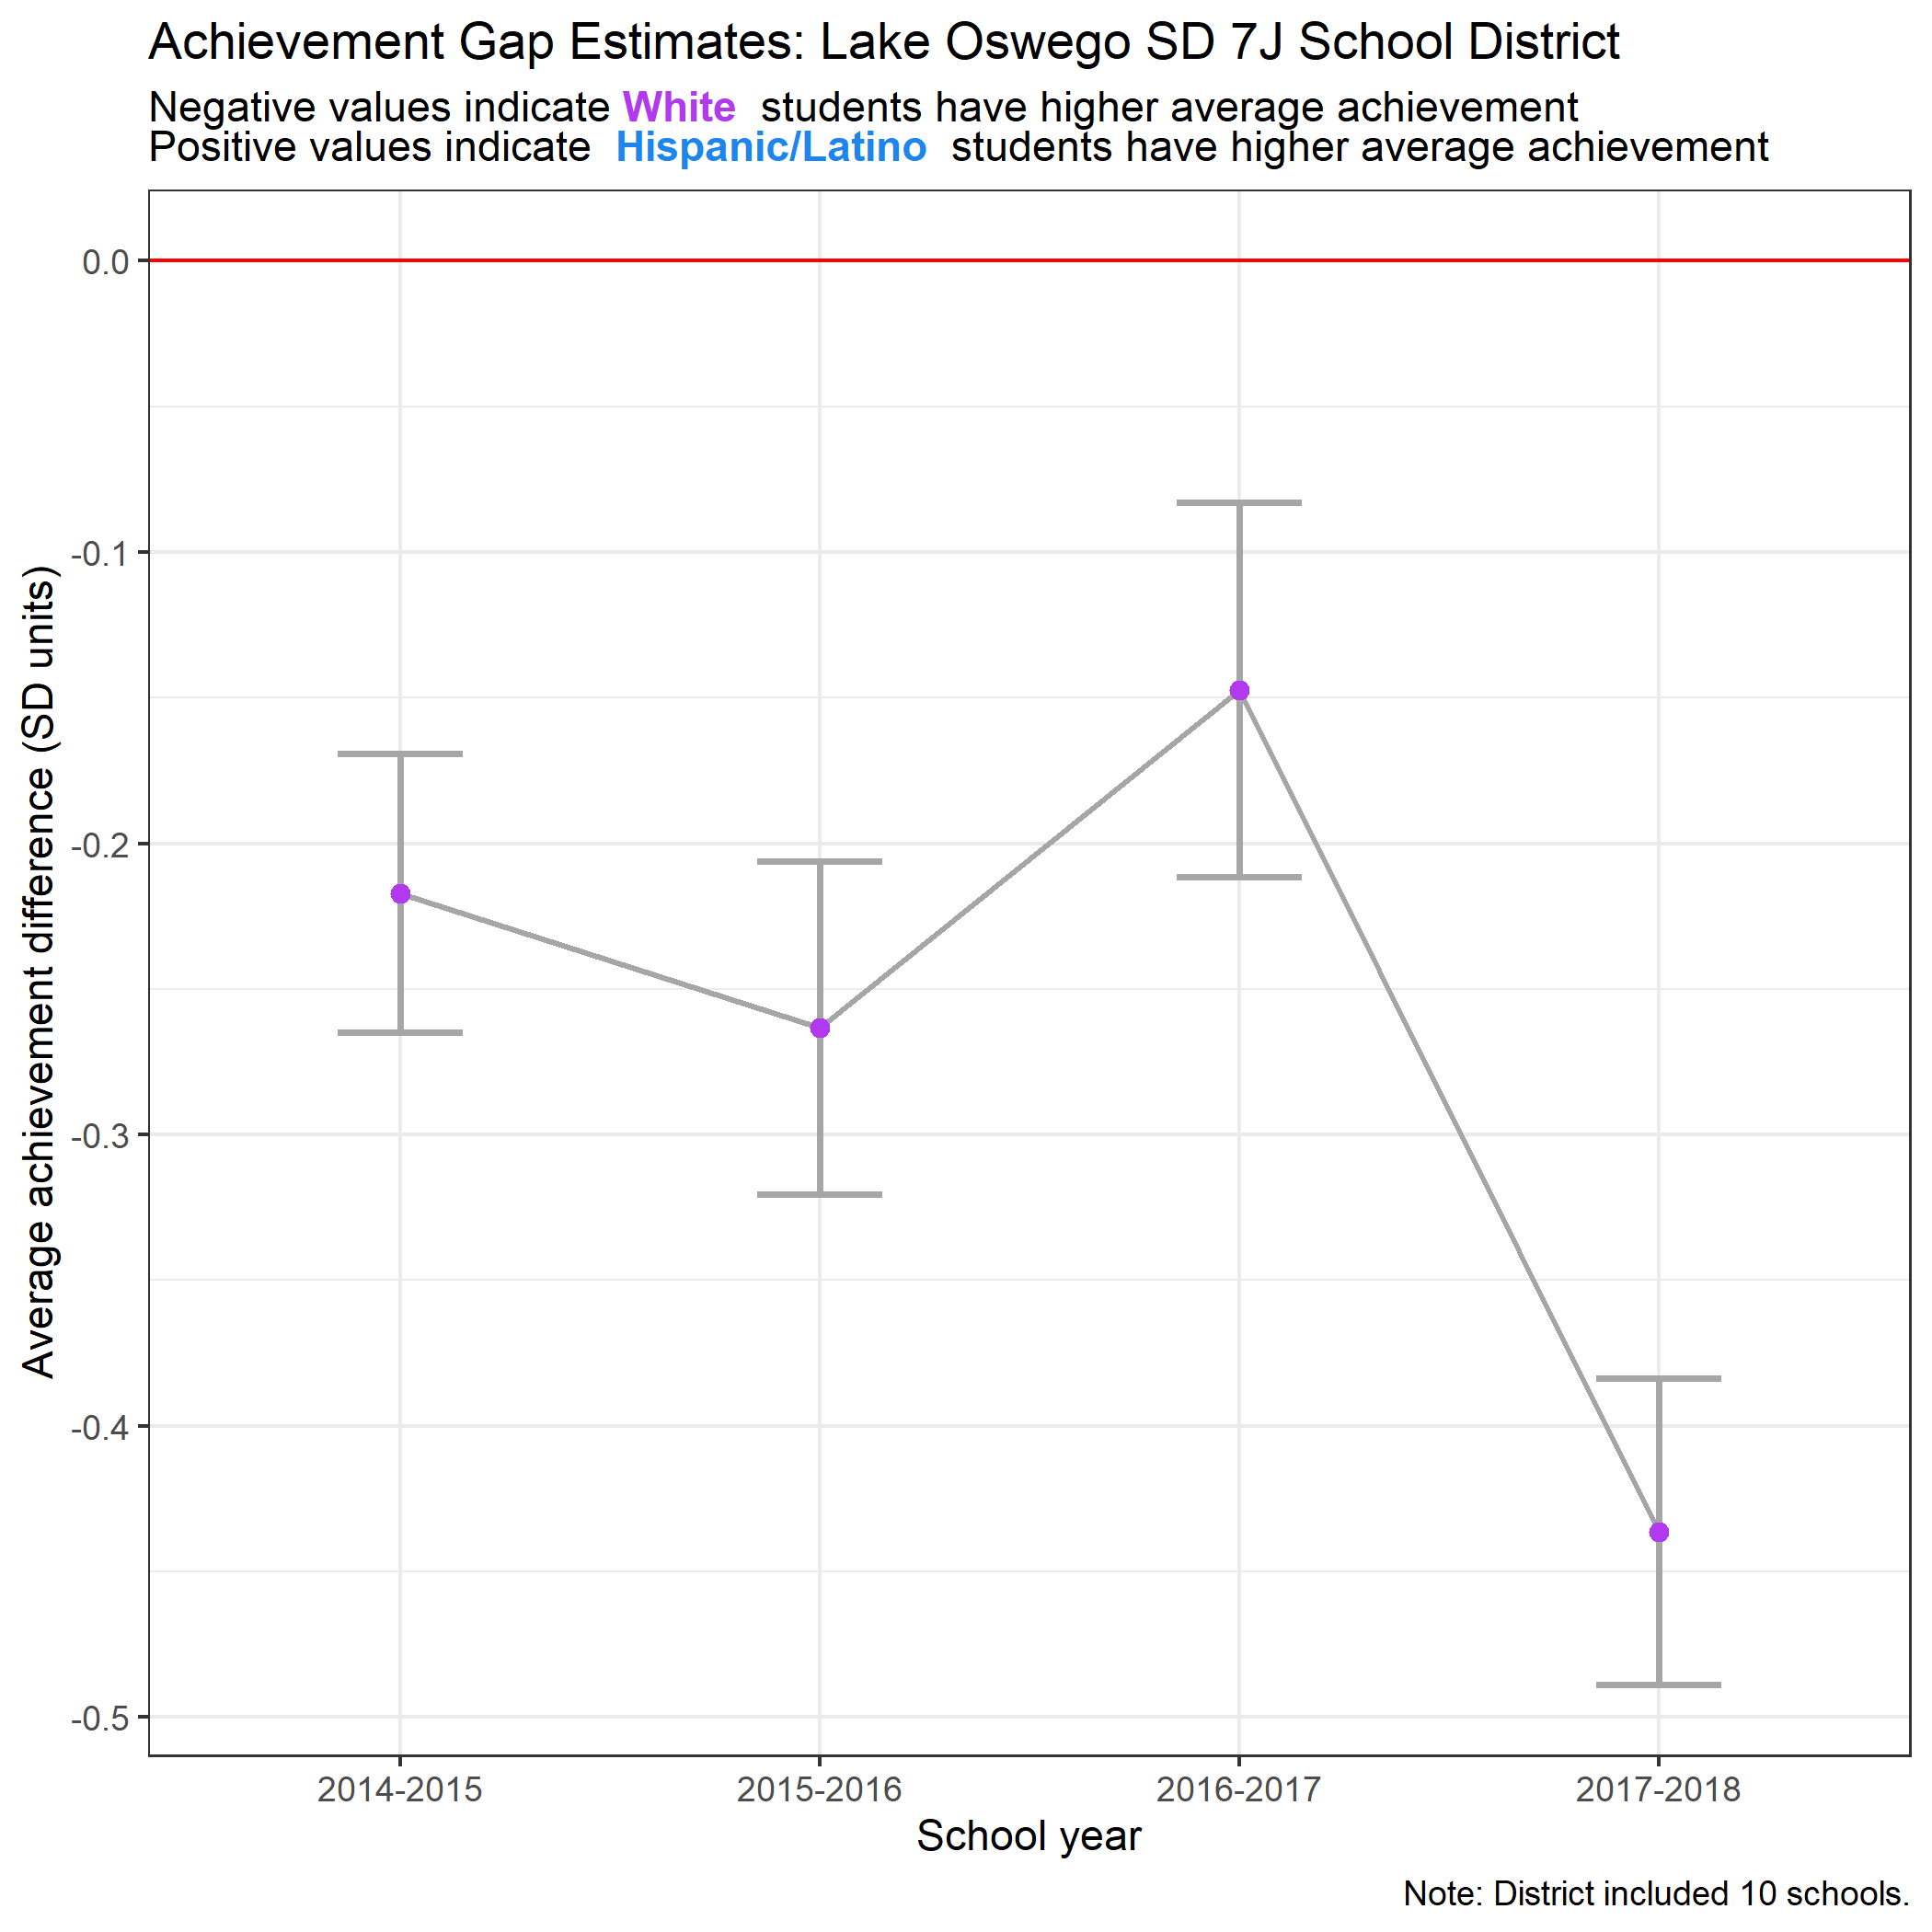 Achievement Gap Estimates: Lake Oswego SD 7J School District
Negative values indicate White students have higher average achievement
Positive values indicate Hispanic/Latino students have higher average achievement
Average achievement difference (SD units)
0.0
-0.1
-0.2
-0.3
-0.4
-0.5
2014-2015 2015-2016 2016-2017 2017-2018
School year
Note: District included 10 schools.